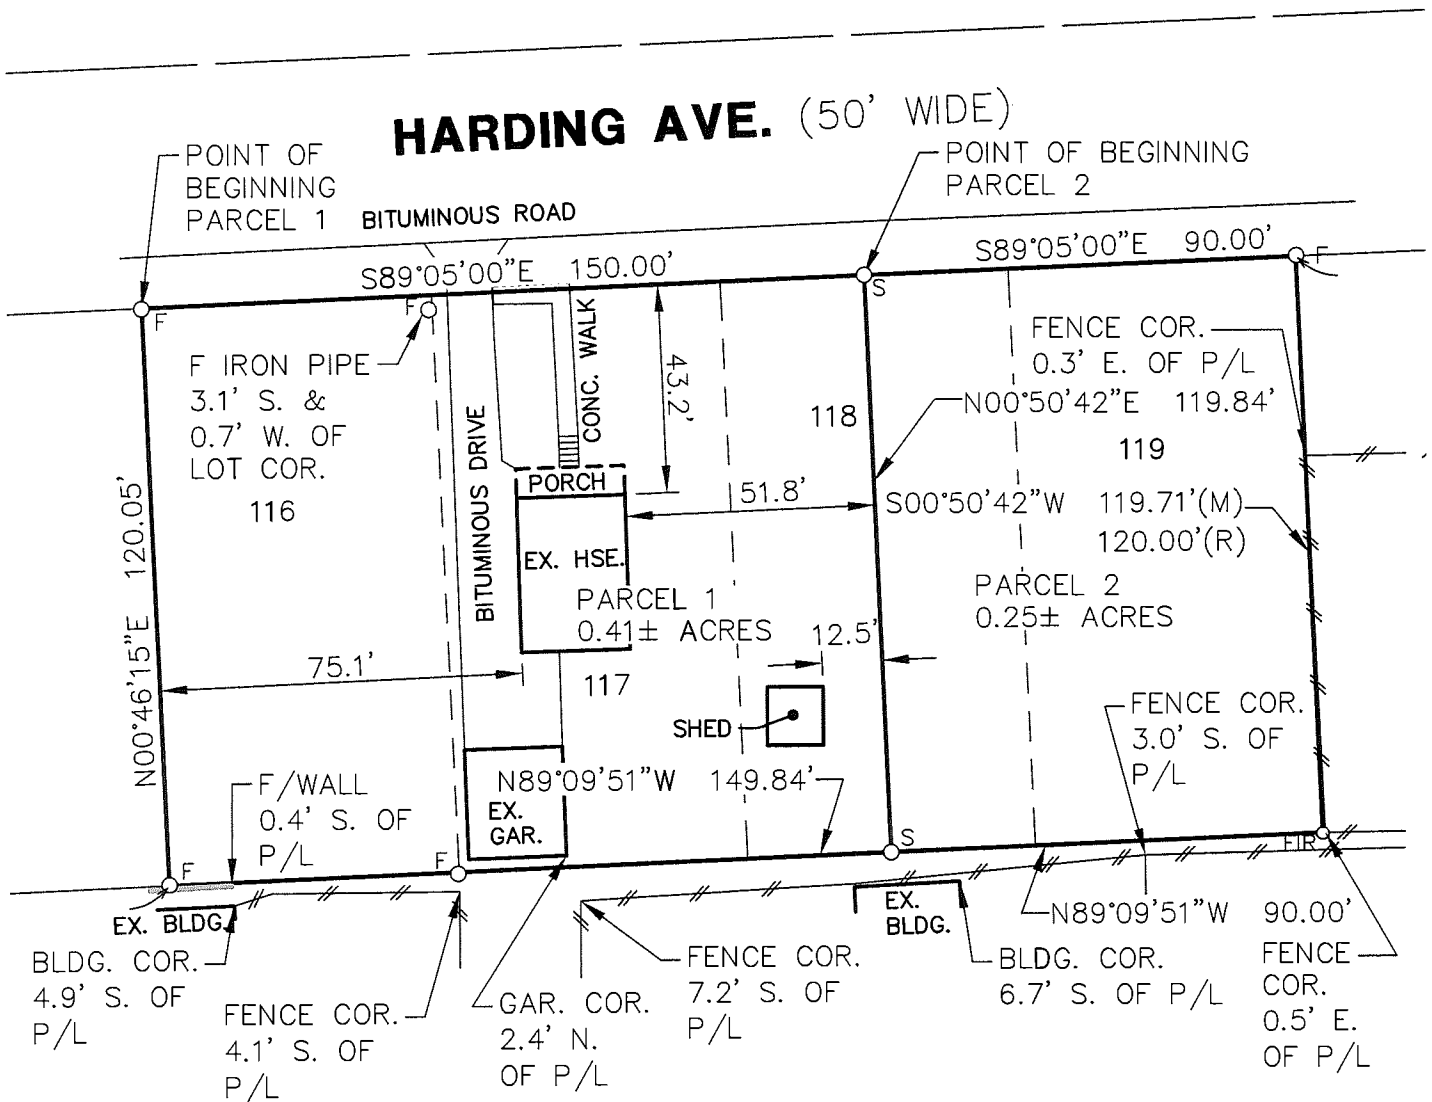 HARDING AVE. (50' WIDE)
POINT OF
BEGINNING
PARCEL 1
BITUMINOUS ROAD
POINT OF BEGINNING
PARCEL 2
S89°05'00"E 150.00'
S89°05'00"E 90.00'
F
F
S
F
F IRON PIPE
3.1' S. &
0.7' W. OF
LOT COR.
116
BITUMINOUS DRIVE
CONC. WALK
43.2'
118
FENCE COR.
0.3' E. OF P/L
N00°50'42"E 119.84'
119
PORCH
51.8'
S00°50'42"W 119.71'(M)
120.00'(R)
N00°46'15"E 120.05'
EX. HSE.
PARCEL 1
0.41± ACRES
PARCEL 2
0.25± ACRES
12.5'
75.1'
117
SHED
FENCE COR.
3.0' S. OF
P/L
F/WALL
0.4' S. OF
P/L
N89°09'51"W 149.84'
EX.
GAR.
F
F
S
FIR
EX. BLDG.
EX.
BLDG.
N89°09'51"W 90.00'
BLDG. COR.
4.9' S. OF
P/L
FENCE COR.
4.1' S. OF
P/L
GAR. COR.
2.4' N.
OF P/L
FENCE COR.
7.2' S. OF
P/L
BLDG. COR.
6.7' S. OF P/L
FENCE
COR.
0.5' E.
OF P/L